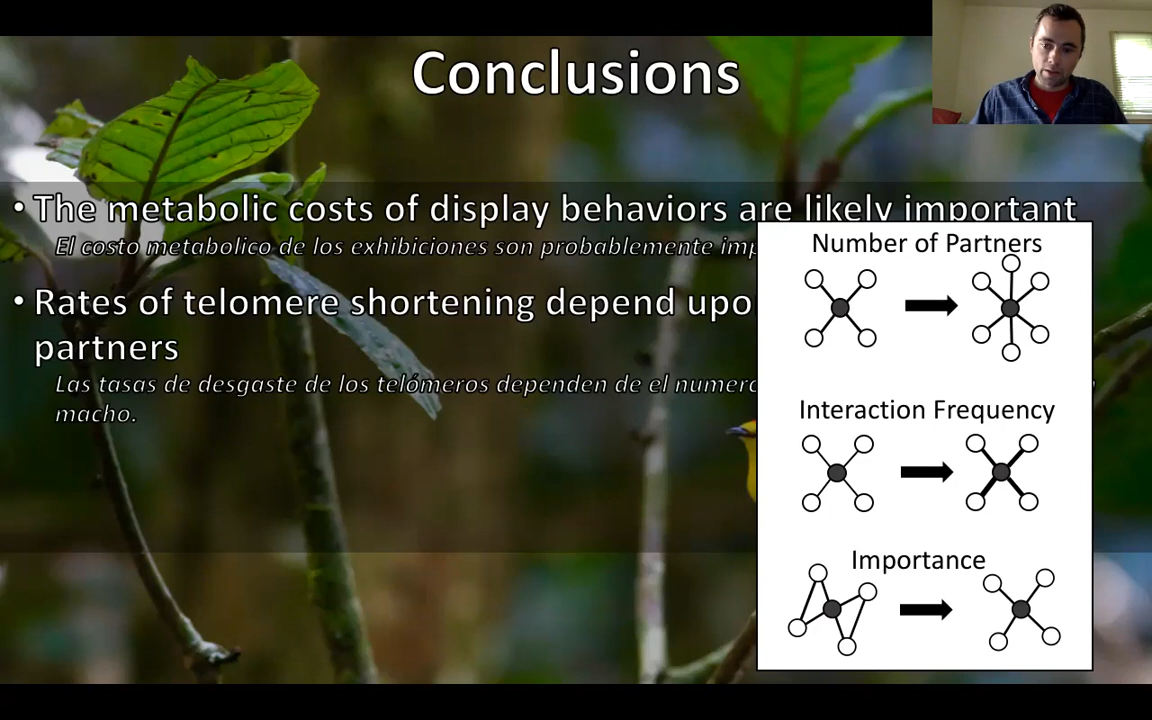 Conclusions
• The metabolic costs of display behaviors are likely important
El costo metabolico de los exhibiciones son probablemente
• Rates of telomere shortening depend
partners
Las tasas de desgaste de los telómeros dependen de el
macho.
Number of Partners
Interaction Frequency
Importance